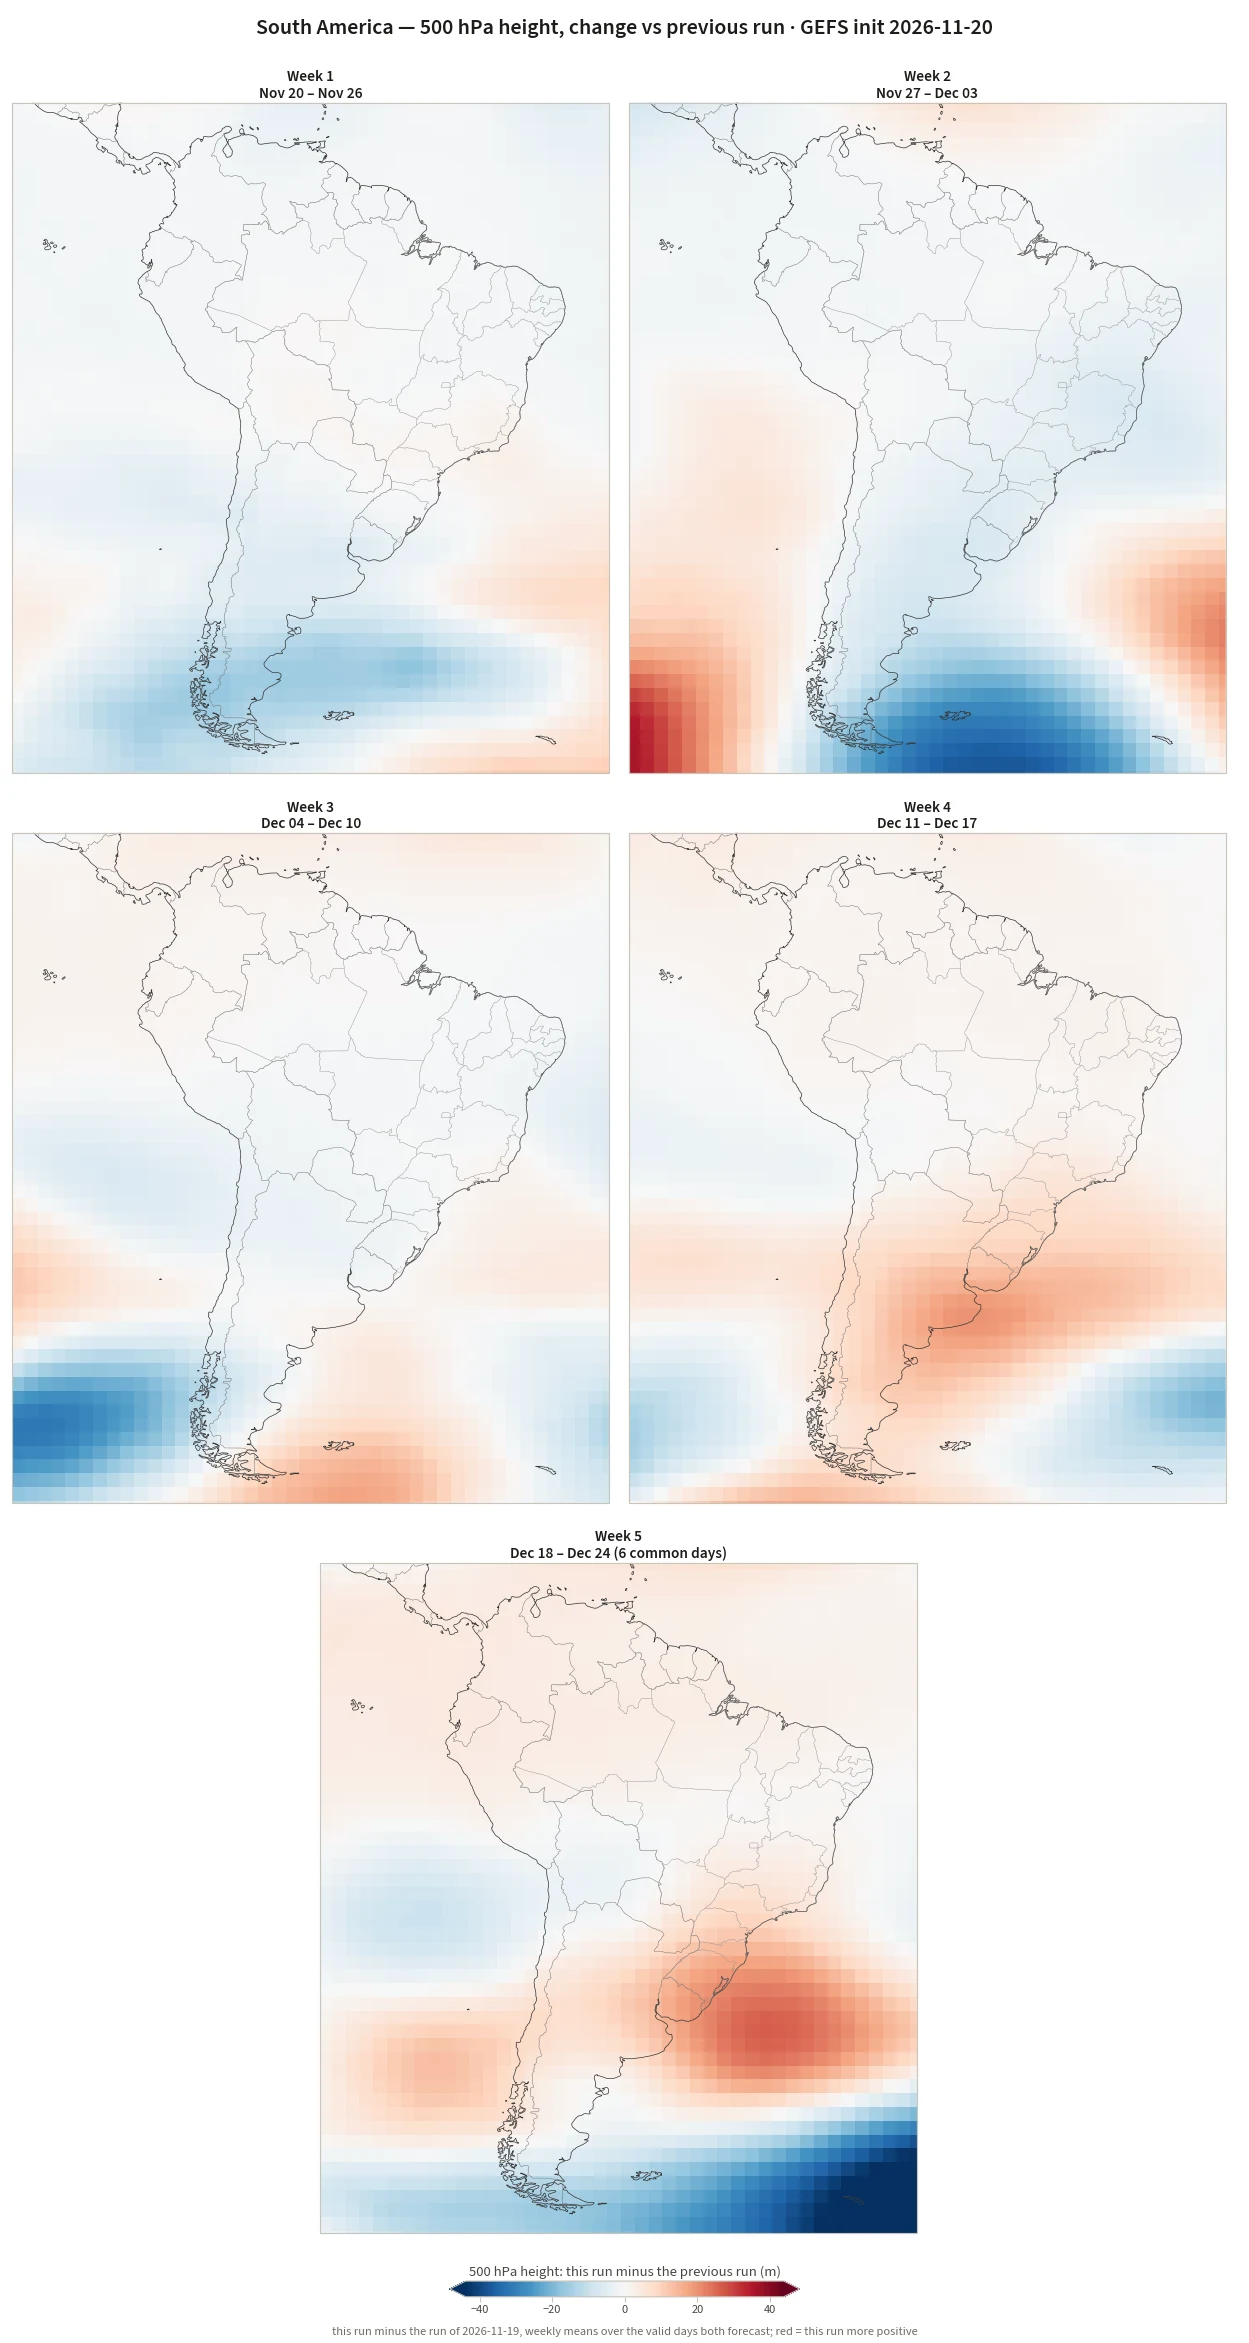 South America — 500 hPa height, change vs previous run · GEFS init 2026-11-20
Week 1
Nov 20 – Nov 26
Week 2
Nov 27 – Dec 03
Week 3
Dec 04 – Dec 10
Week 4
Dec 11 – Dec 17
Week 5
Dec 18 – Dec 24 (6 common days)
500 hPa height: this run minus the previous run (m)
−40 −20 0 20 40
this run minus the run of 2026-11-19, weekly means over the valid days both forecast; red = this run more positive